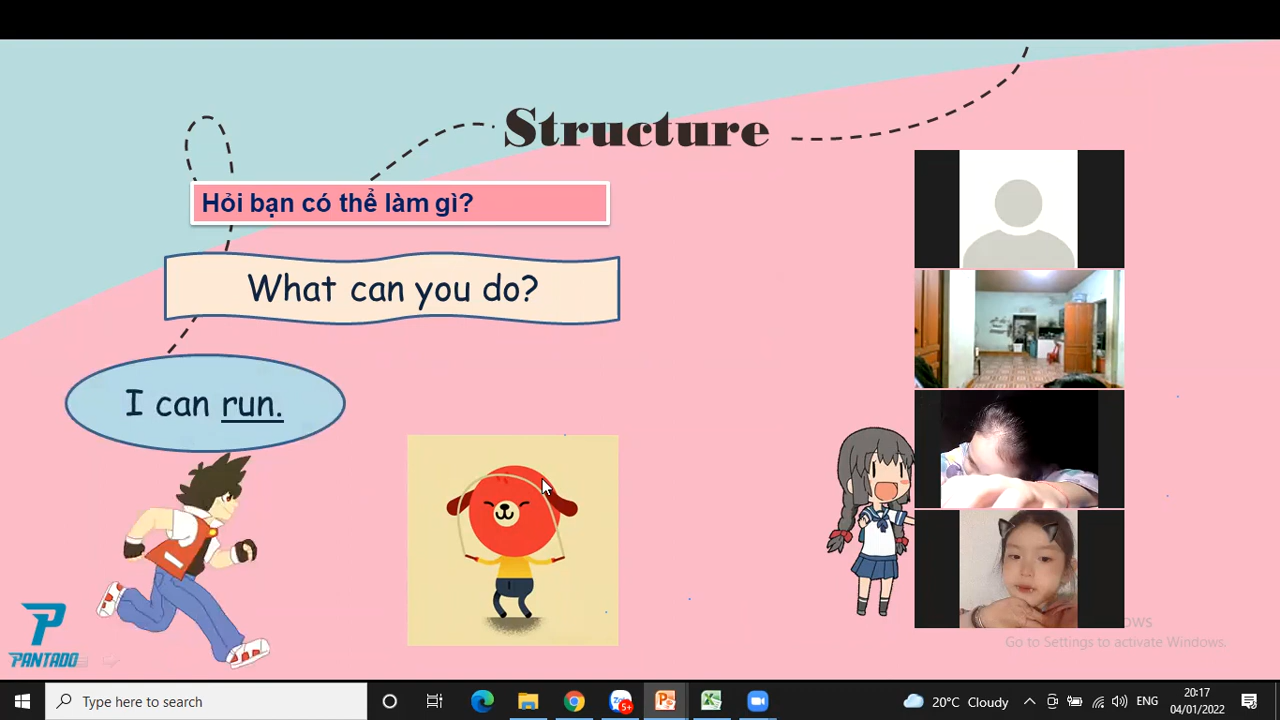 Structure
Hỏi bạn có thể làm gì?
What can you do?
I can run.
PANTADO
Go to Settings to activate Windows.
Type here to search
5+
20°C Cloudy
ENG
20:17
04/01/2022